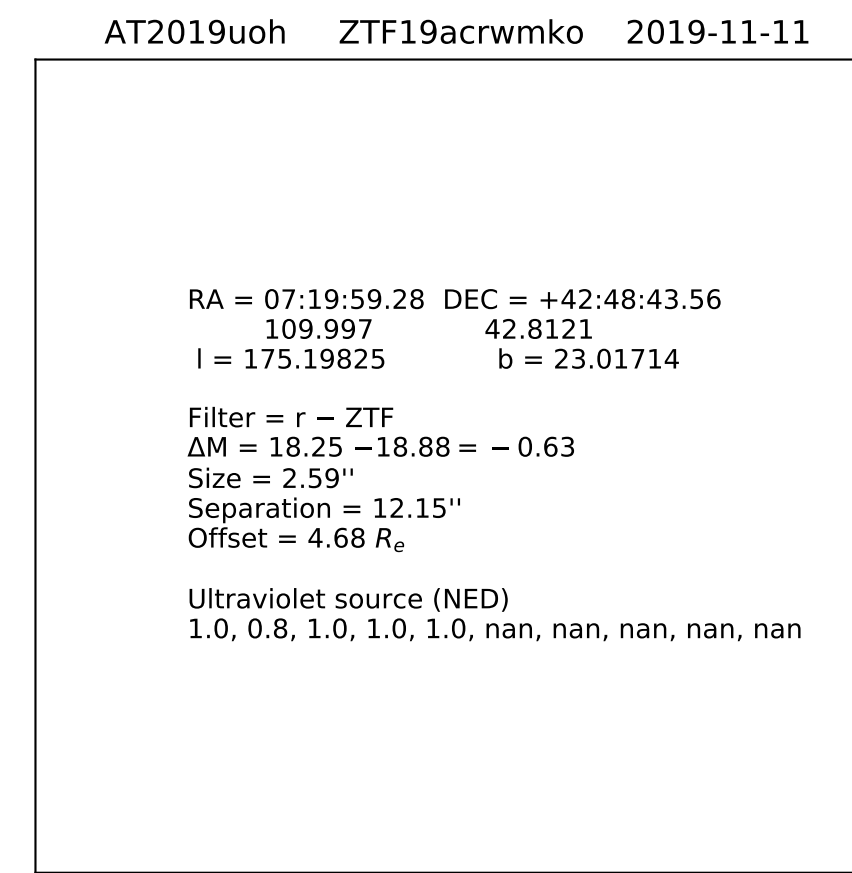 AT2019uoh ZTF19acrwmko 2019-11-11
RA = 07:19:59.28 DEC = +42:48:43.56
109.997 42.8121
l = 175.19825 b = 23.01714
Filter = r − ZTF
ΔM = 18.25 −18.88 = − 0.63
Size = 2.59''
Separation = 12.15''
Offset = 4.68 Re
Ultraviolet source (NED)
1.0, 0.8, 1.0, 1.0, 1.0, nan, nan, nan, nan, nan